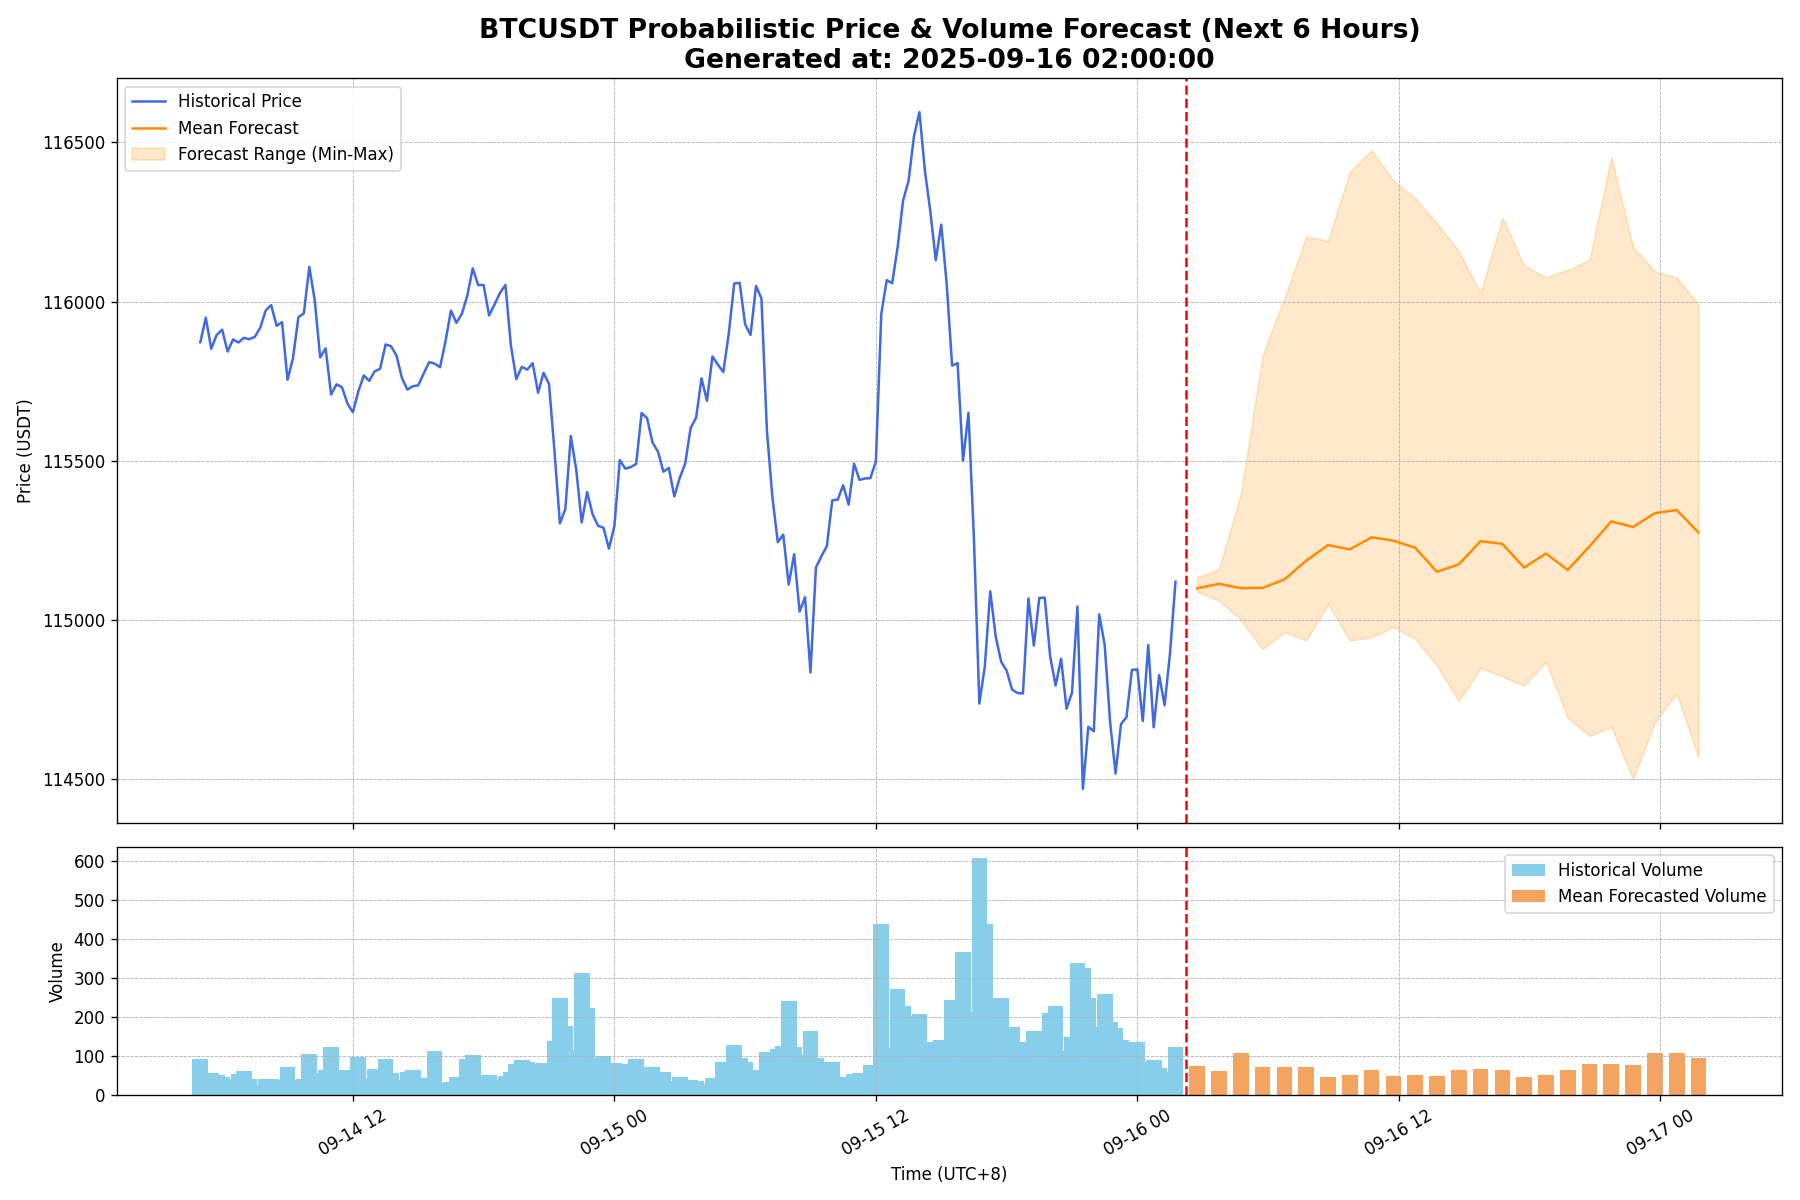 BTCUSDT Probabilistic Price & Volume Forecast (Next 6 Hours)
Generated at: 2025-09-16 02:00:00
Historical Price
Mean Forecast
Forecast Range (Min-Max)
116500
116000
115500
115000
114500
Price (USDT)
Historical Volume
Mean Forecasted Volume
600
500
400
300
200
100
0
Volume
09-14 12
09-15 00
09-15 12
09-16 00
09-16 12
09-17 00
Time (UTC+8)